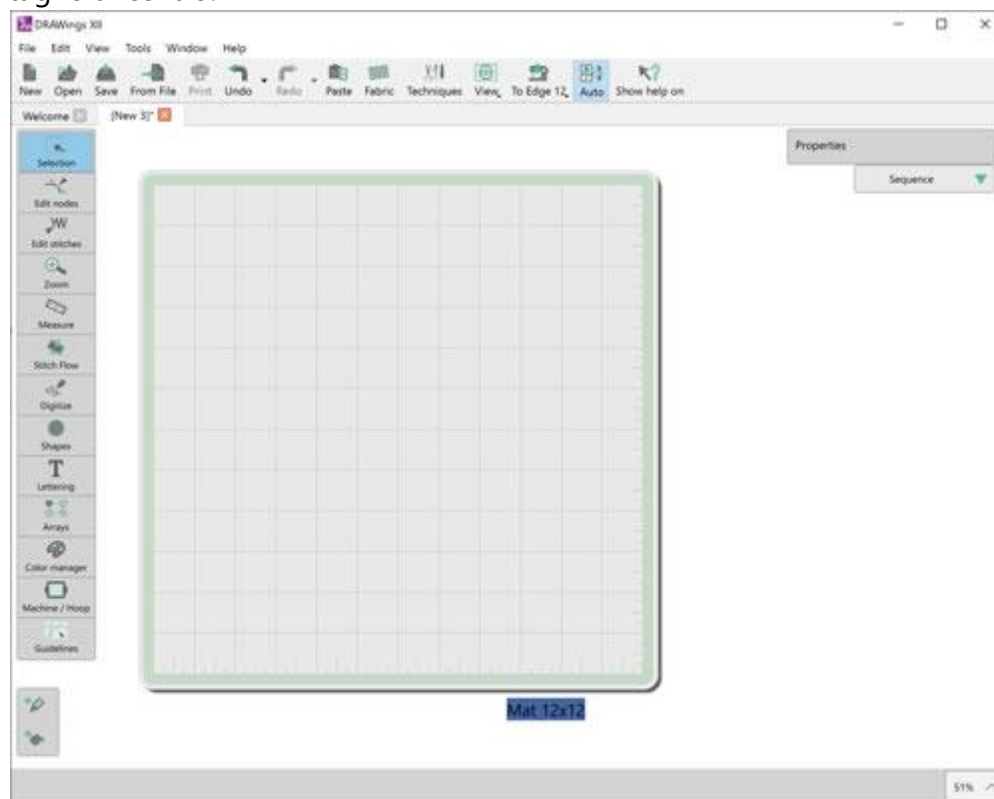 DRAWings XII
File Edit View Tools Window Help
New Open Save From File Print Undo Redo Paste Fabric Techniques View To Edge 12 Auto Show help on
Welcome [New 3]*
Selection
Edit nodes
Edit stitches
Zoom
Measure
Stitch Flow
Digitize
Shapes
Lettering
Arrays
Color manager
Machine / Hoop
Guidelines
Properties
Sequence
Mat 12x12
51%